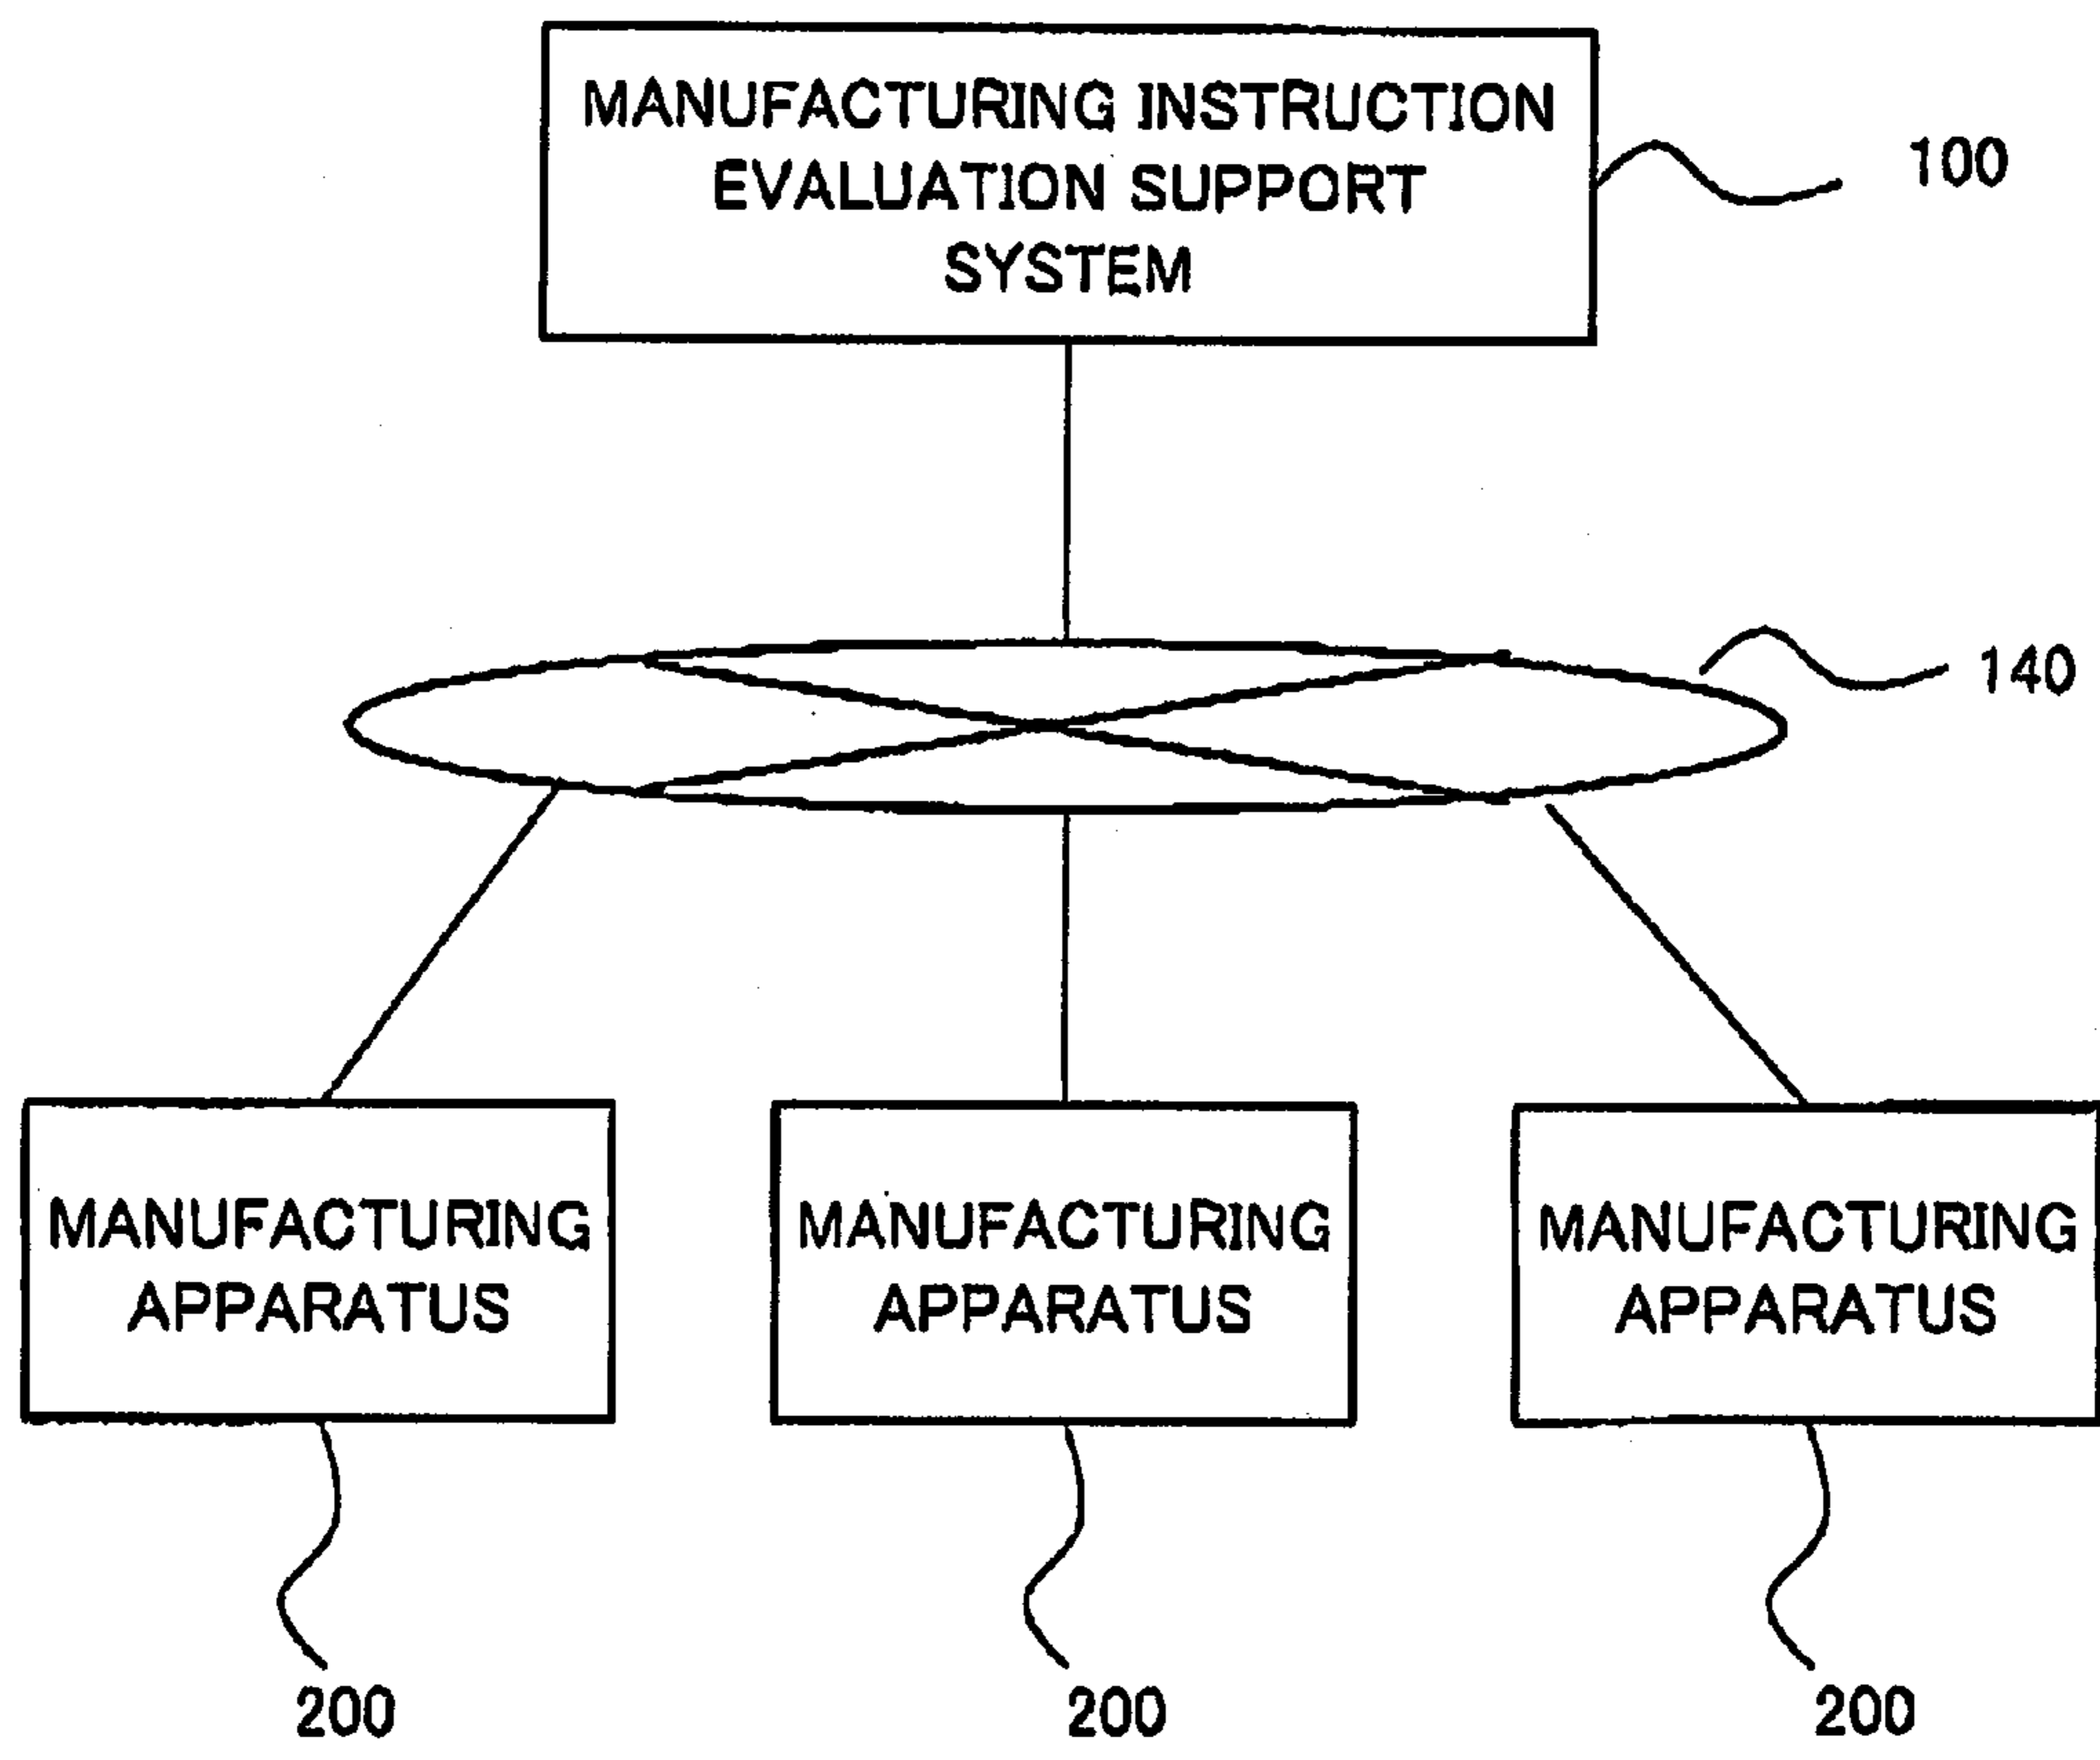 MANUFACTURING INSTRUCTION
EVALUATION SUPPORT
SYSTEM
100
140
MANUFACTURING
APPARATUS
MANUFACTURING
APPARATUS
MANUFACTURING
APPARATUS
200
200
200